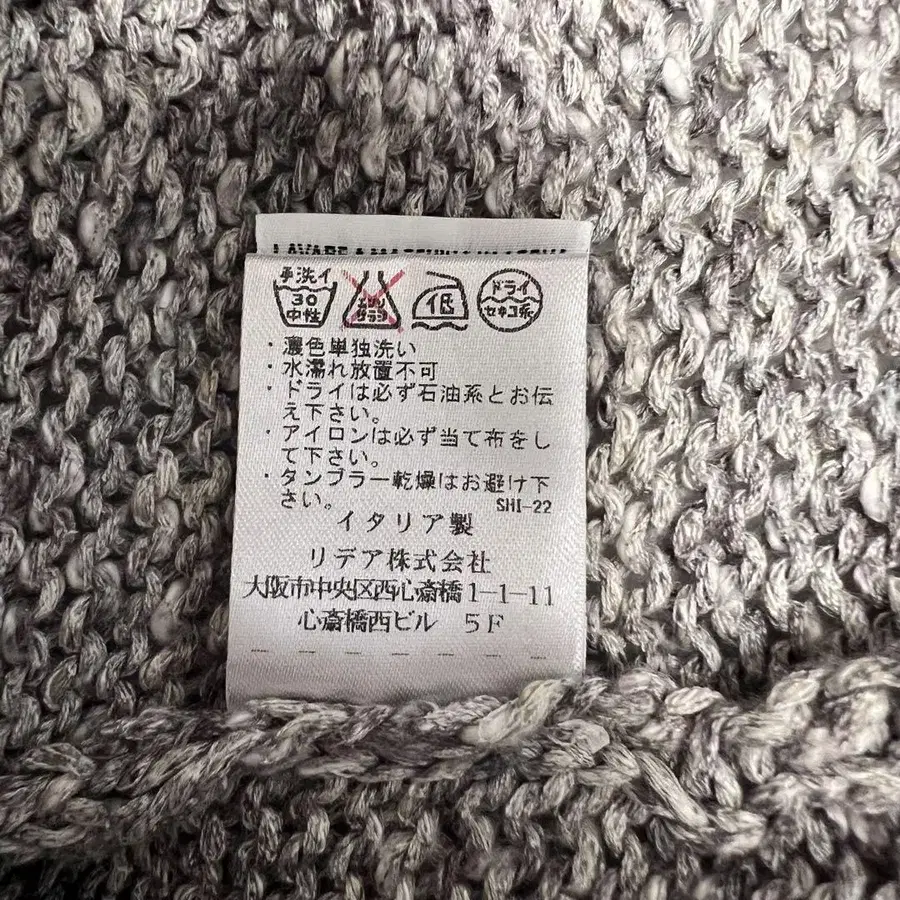 LAVARE A MACCHINA IN ACQUA
手洗イ
30
中性
エンソ
サラシ
低
ドライ
セキユ系
・濃色単独洗い
・水濡れ放置不可
・ドライは必ず石油系とお伝
え下さい。
・アイロンは必ず当て布をし
て下さい。
・タンブラー乾燥はお避け下
さい。
SHI-22
イタリア製
リデア株式会社
大阪市中央区西心斎橋1-1-11
心斎橋西ビル 5F